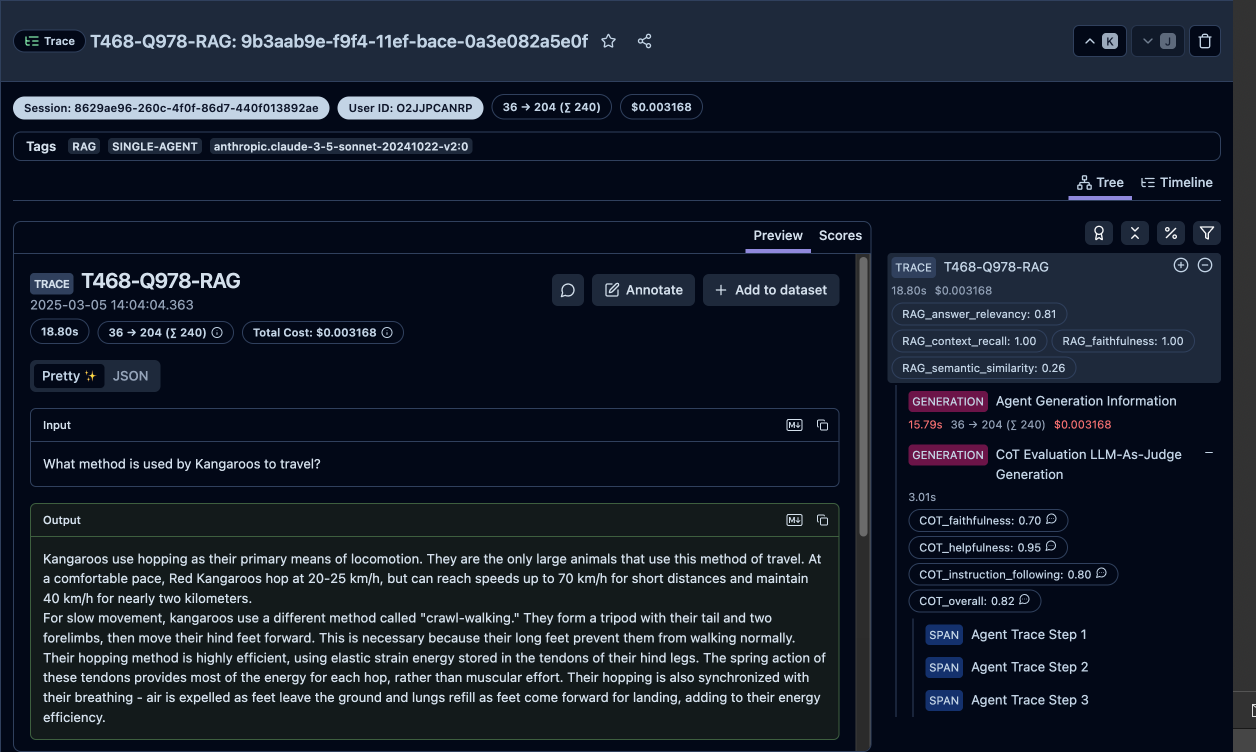 Trace T468-Q978-RAG: 9b3aab9e-f9f4-11ef-bace-0a3e082a5e0f K J
Session: 8629ae96-260c-4f0f-86d7-440f013892ae User ID: O2JJPCANRP 36 → 204 (∑ 240) $0.003168
Tags RAG SINGLE-AGENT anthropic.claude-3-5-sonnet-20241022-v2:0
Tree Timeline
Preview Scores
TRACE T468-Q978-RAG
2025-03-05 14:04:04.363
Annotate + Add to dataset
18.80s 36 → 204 (∑ 240) Total Cost: $0.003168
Pretty ✨ JSON
Input
What method is used by Kangaroos to travel?
Output
Kangaroos use hopping as their primary means of locomotion. They are the only large animals that use this method of travel. At
a comfortable pace, Red Kangaroos hop at 20-25 km/h, but can reach speeds up to 70 km/h for short distances and maintain
40 km/h for nearly two kilometers.
For slow movement, kangaroos use a different method called "crawl-walking." They form a tripod with their tail and two
forelimbs, then move their hind feet forward. This is necessary because their long feet prevent them from walking normally.
Their hopping method is highly efficient, using elastic strain energy stored in the tendons of their hind legs. The spring action of
these tendons provides most of the energy for each hop, rather than muscular effort. Their hopping is also synchronized with
their breathing - air is expelled as feet leave the ground and lungs refill as feet come forward for landing, adding to their energy
efficiency.
TRACE T468-Q978-RAG
18.80s $0.003168
RAG_answer_relevancy: 0.81
RAG_context_recall: 1.00 RAG_faithfulness: 1.00
RAG_semantic_similarity: 0.26
GENERATION Agent Generation Information
15.79s 36 → 204 (∑ 240) $0.003168
GENERATION CoT Evaluation LLM-As-Judge
Generation
3.01s
COT_faithfulness: 0.70
COT_helpfulness: 0.95
COT_instruction_following: 0.80
COT_overall: 0.82
SPAN Agent Trace Step 1
SPAN Agent Trace Step 2
SPAN Agent Trace Step 3